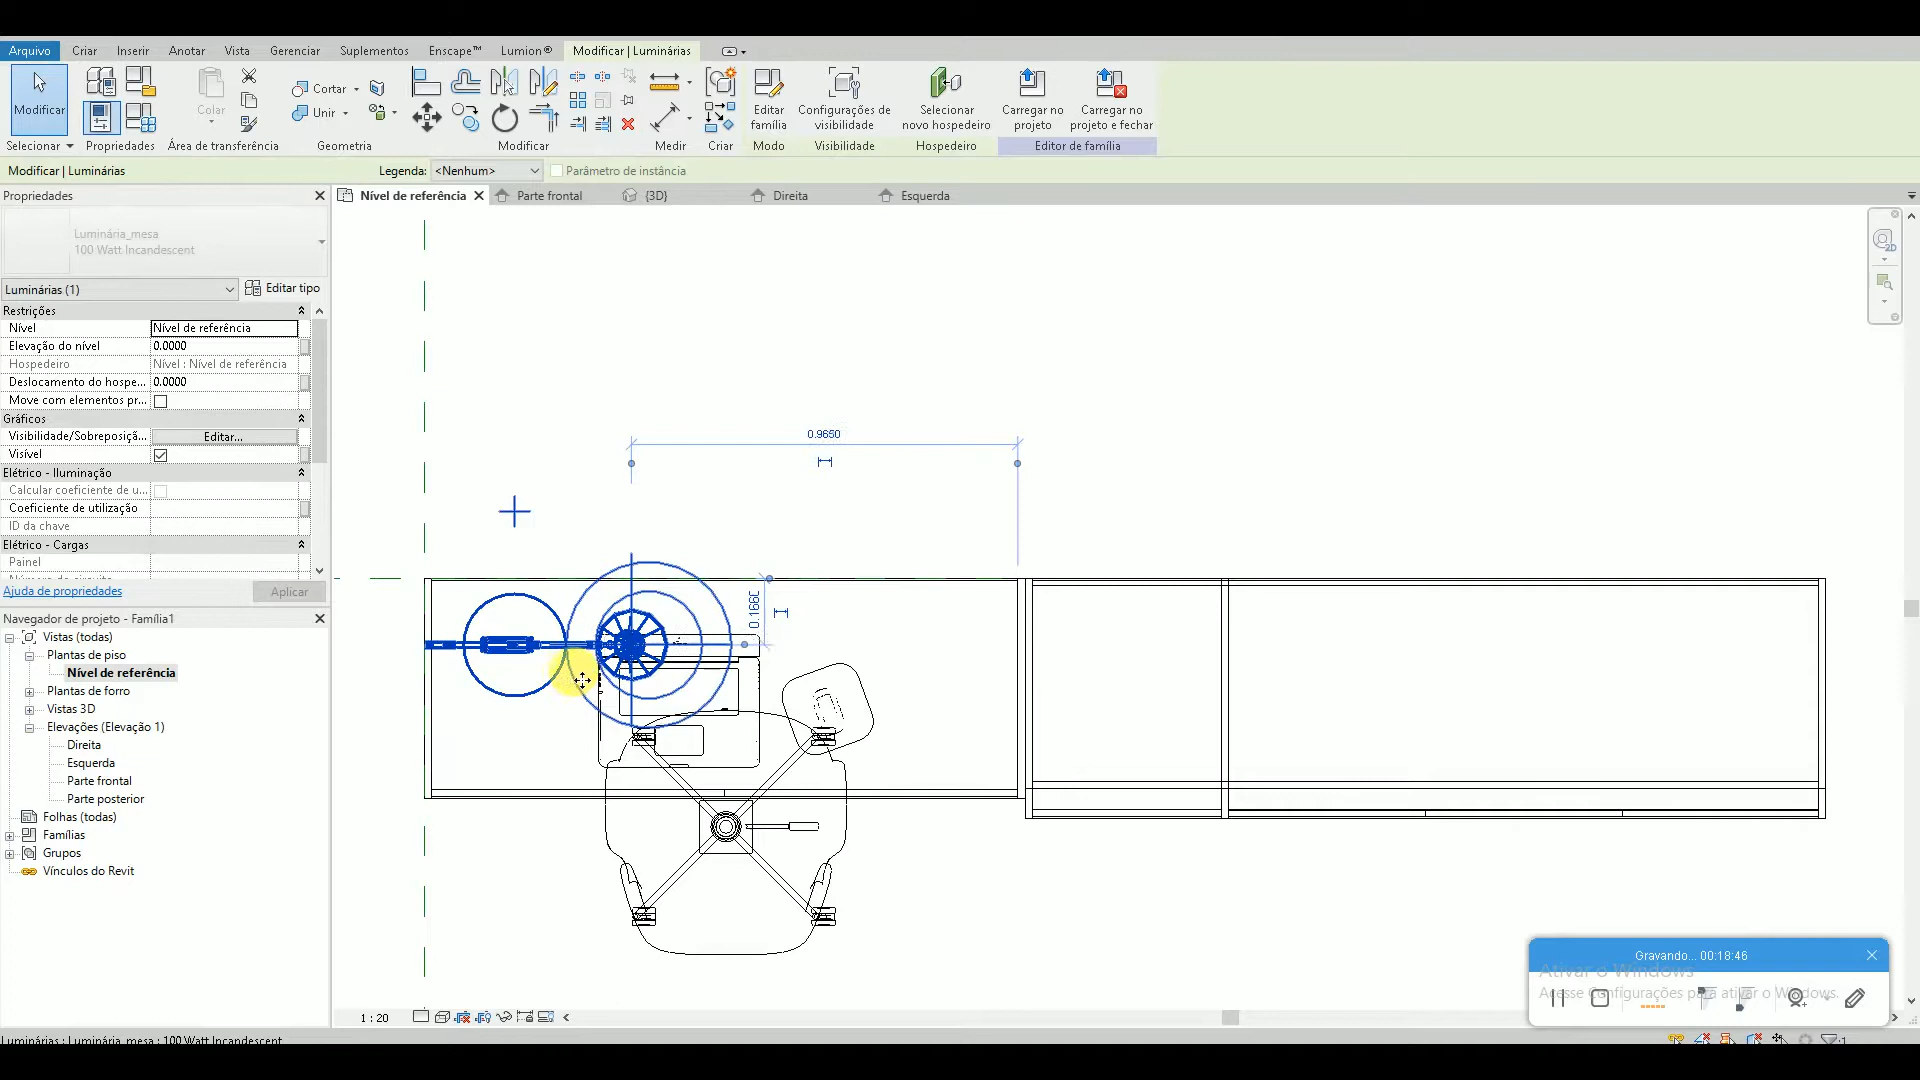 Arquivo Criar Inserir Anotar Vista Gerenciar Suplementos Enscape™ Lumion® Modificar | Luminárias
Modificar
Colar
Cortar
Unir
Editar família
Configurações de visibilidade
Selecionar novo hospedeiro
Carregar no projeto
Carregar no projeto e fechar
Selecionar Propriedades Área de transferência Geometria Modificar Medir Criar Modo Visibilidade Hospedeiro Editor de família
Modificar | Luminárias Legenda: <Nenhum> Parâmetro de instância
Propriedades
Nível de referência Parte frontal {3D} Direita Esquerda
Luminária_mesa
100 Watt Incandescent
Luminárias (1) Editar tipo
Restrições
Nível Nível de referência
Elevação do nível 0.0000
Hospedeiro Nível : Nível de referência
Deslocamento do hospe... 0.0000
Move com elementos pr...
Gráficos
Visibilidade/Sobreposiçã... Editar...
Visível
Elétrico - Iluminação
Calcular coeficiente de u...
Coeficiente de utilização
ID da chave
Elétrico - Cargas
Painel
Ajuda de propriedades Aplicar
Navegador de projeto - Família1
Vistas (todas)
Plantas de piso
Nível de referência
Plantas de forro
Vistas 3D
Elevações (Elevação 1)
Direita
Esquerda
Parte frontal
Parte posterior
Folhas (todas)
Famílias
Grupos
Vínculos do Revit
0.9650
0.1660
2D
1 : 20
Gravando... 00:18:46
Ativar o Windows
Acesse Configurações para ativar o Windows.
Luminárias : Luminária_mesa : 100 Watt Incandescent
:1